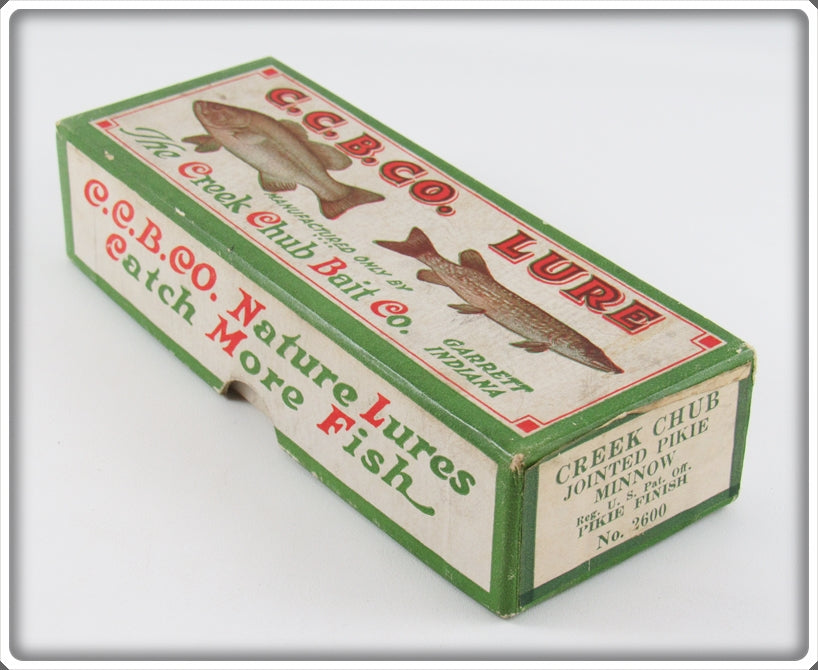 C.C.B.CO. LURE
The Creek Chub Bait Co.
MANUFACTURED ONLY BY
GARRETT
INDIANA
C.C.B.CO. Nature Lures
Catch More Fish
CREEK CHUB
JOINTED PIKIE
MINNOW
Reg. U. S. Pat. Off.
PIKIE FINISH
No. 2600